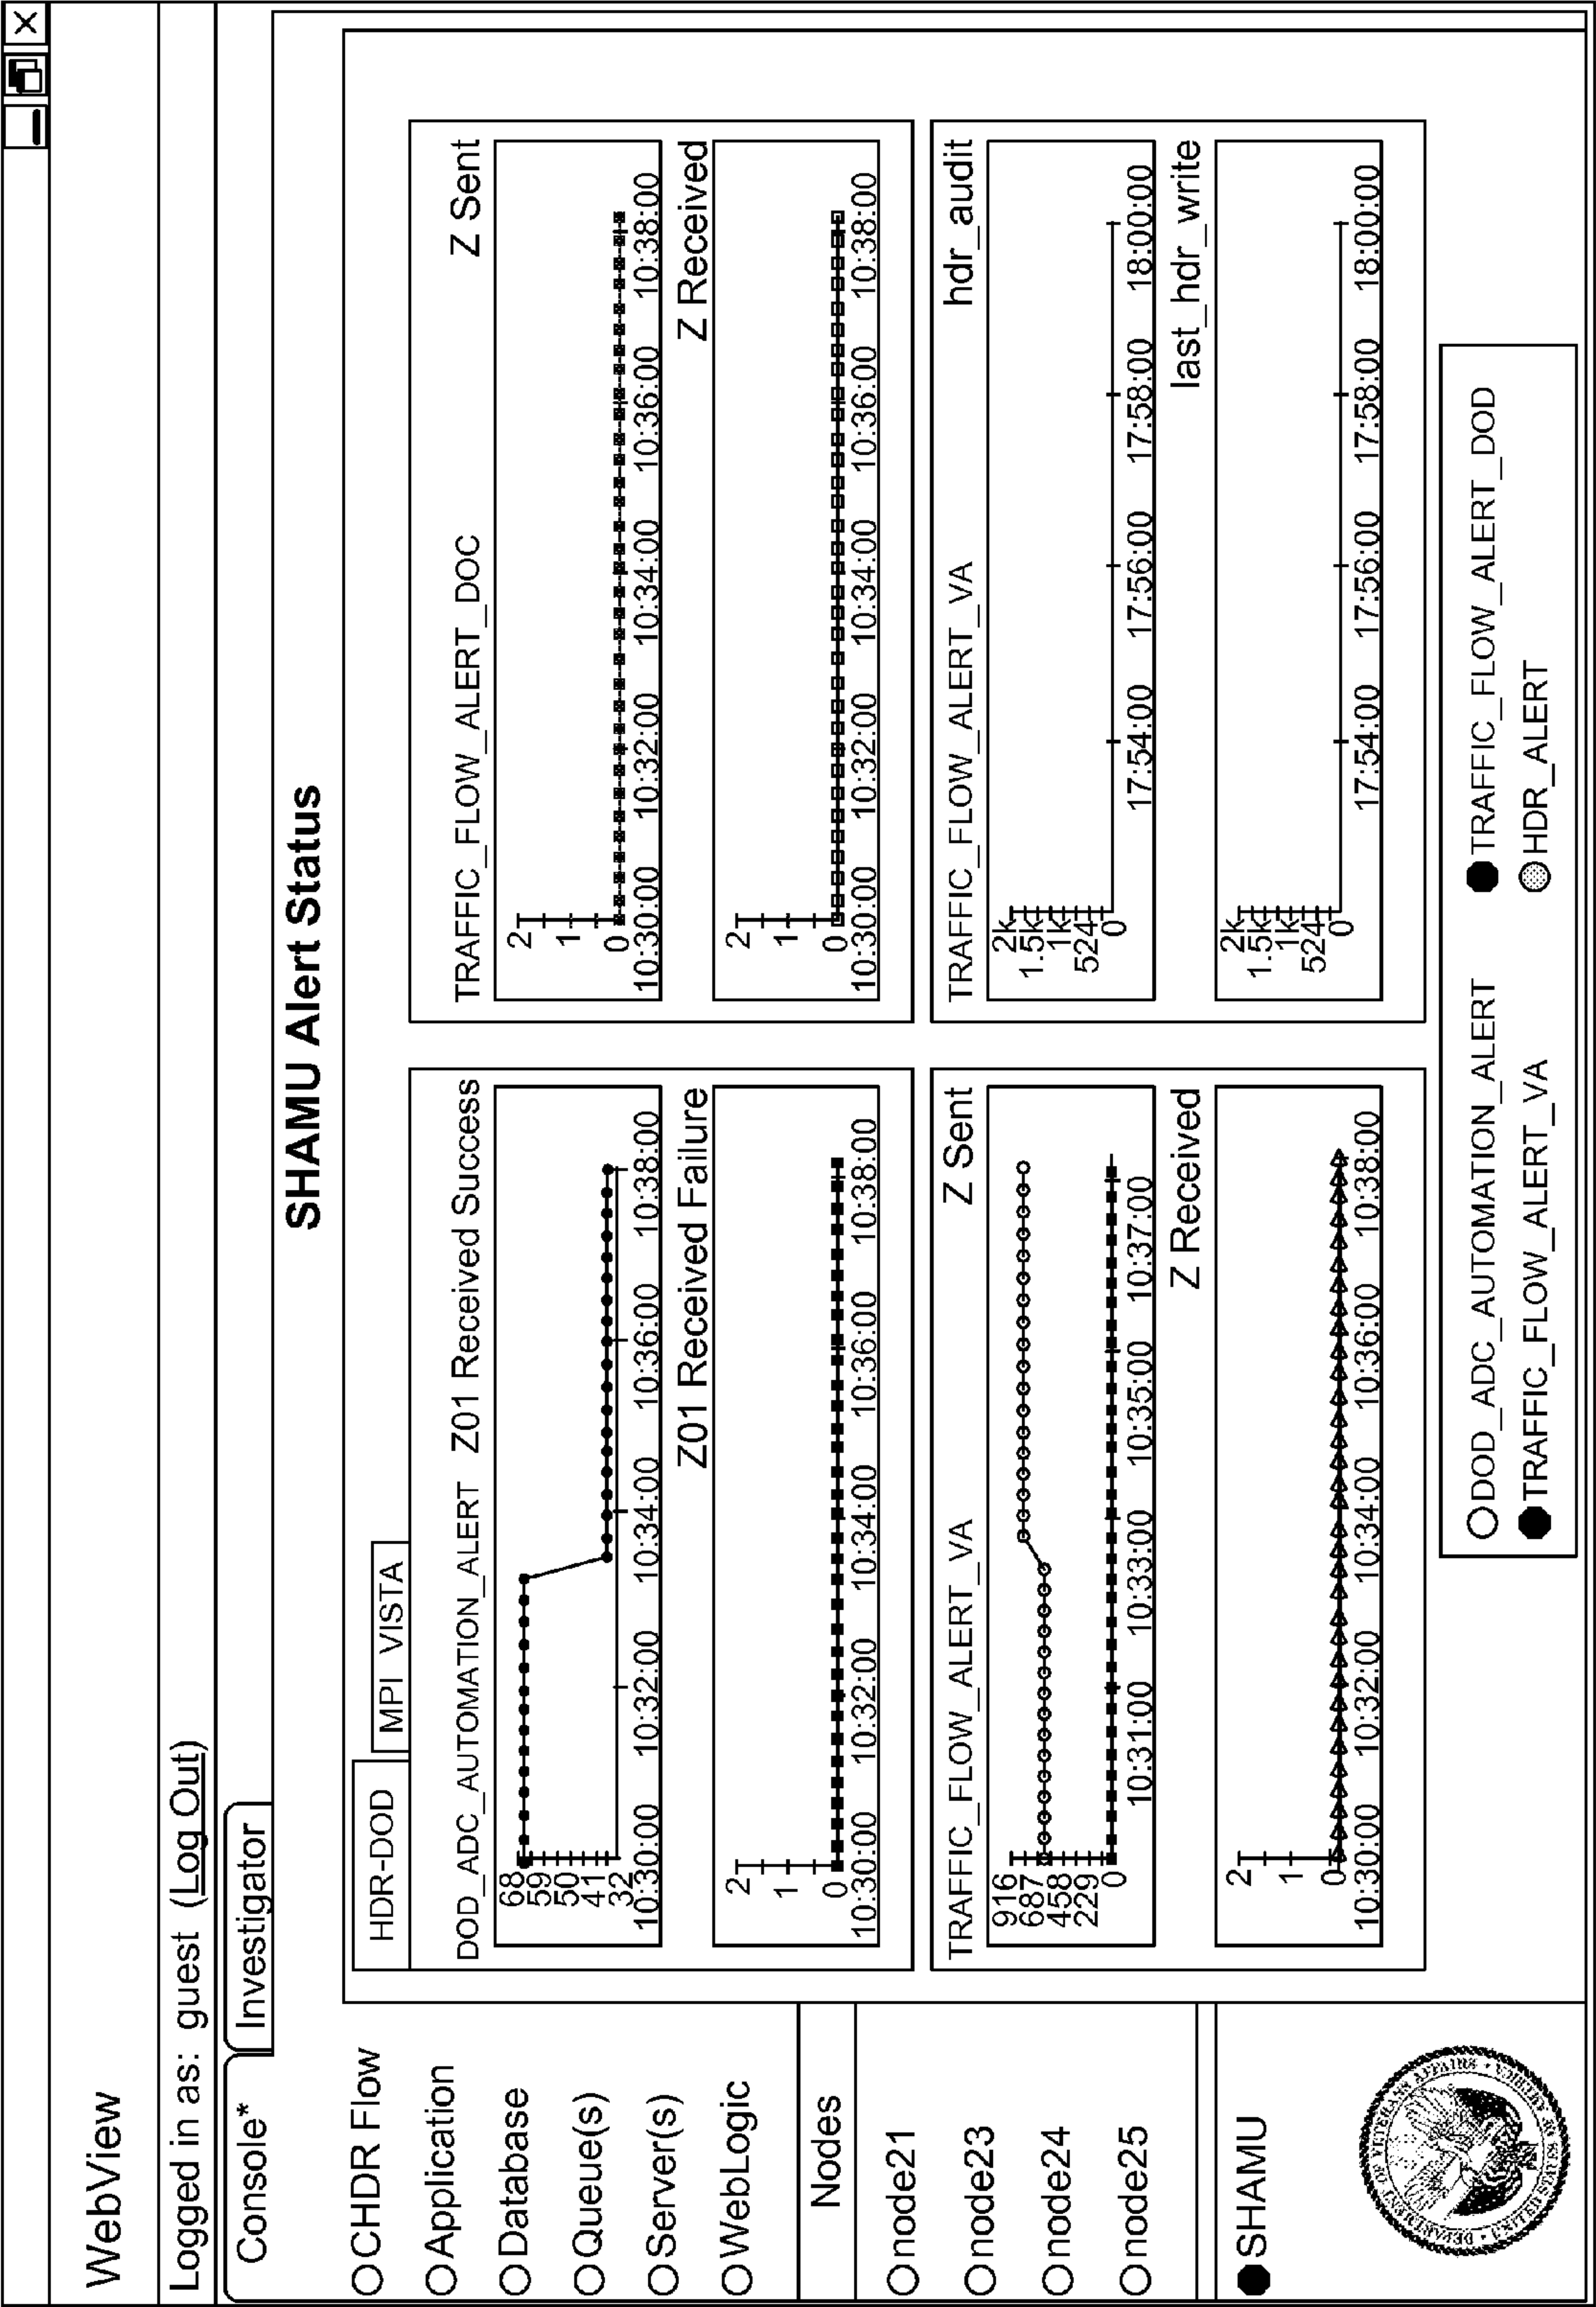 WebView
Logged in as: guest (Log Out)
Console*
Investigator
SHAMU Alert Status
OCHDR Flow
Application
Database
Queue(s)
Server(s)
WebLogic
Nodes
node21
node23
node24
node25
SHAMU
DEPARTMENT OF VETERANS AFFAIRS • UNITED STATES OF AMERICA
HDR-DOD
MPI VISTA
DOD_ADC_AUTOMATION_ALERT Z01 Received Success
68
59
50
41
32
10:30:00 10:32:00 10:34:00 10:36:00 10:38:00
Z01 Received Failure
2
1
0
10:30:00 10:32:00 10:34:00 10:36:00 10:38:00
TRAFFIC_FLOW_ALERT_DOC Z Sent
2
1
0
10:30:00 10:32:00 10:34:00 10:36:00 10:38:00
Z Received
2
1
0
10:30:00 10:32:00 10:34:00 10:36:00 10:38:00
TRAFFIC_FLOW_ALERT_VA Z Sent
916
687
458
229
0
10:31:00 10:33:00 10:35:00 10:37:00
Z Received
2
1
0
10:30:00 10:32:00 10:34:00 10:36:00 10:38:00
TRAFFIC_FLOW_ALERT_VA hdr_audit
2k
1.5k
1k
524
0
17:54:00 17:56:00 17:58:00 18:00:00
last_hdr_write
2k
1.5k
1k
524
0
17:54:00 17:56:00 17:58:00 18:00:00
DOD_ADC_AUTOMATION_ALERT TRAFFIC_FLOW_ALERT_DOD
TRAFFIC_FLOW_ALERT_VA HDR_ALERT